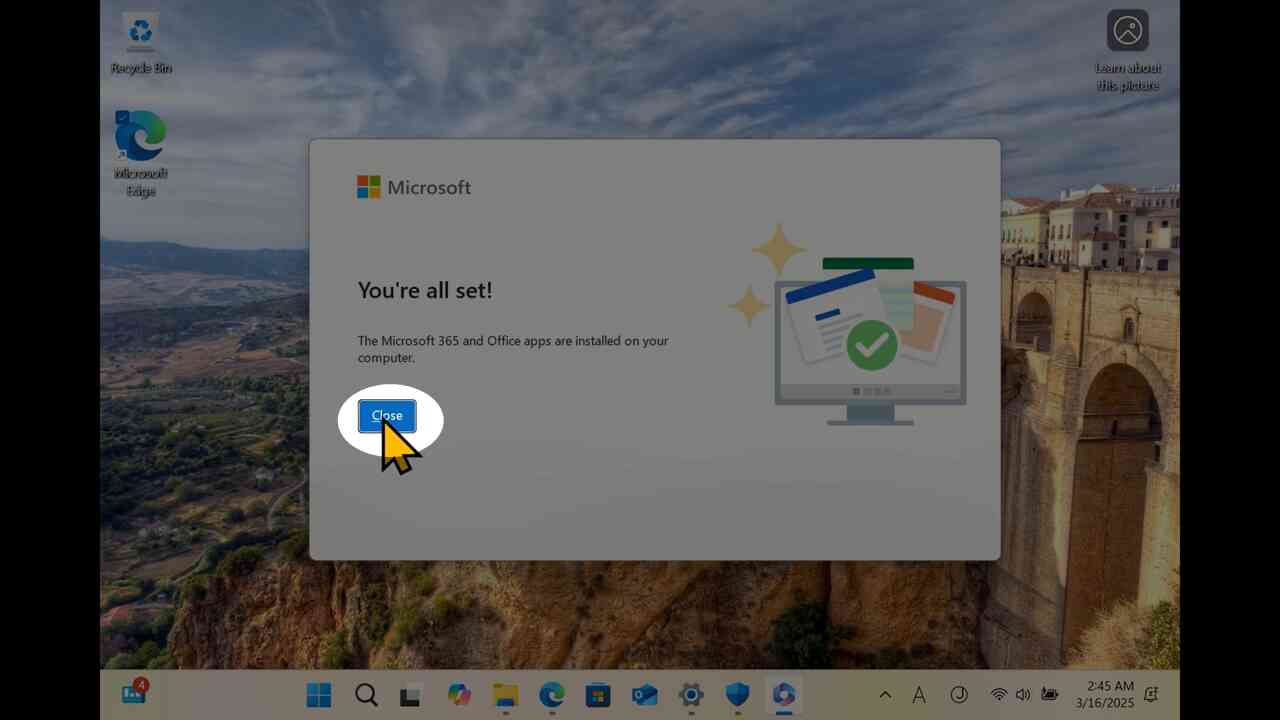 Recycle Bin
Learn about
this picture
Microsoft
Edge
Microsoft
You're all set!
The Microsoft 365 and Office apps are installed on your
computer.
Close
4
A
2:45 AM
3/16/2025